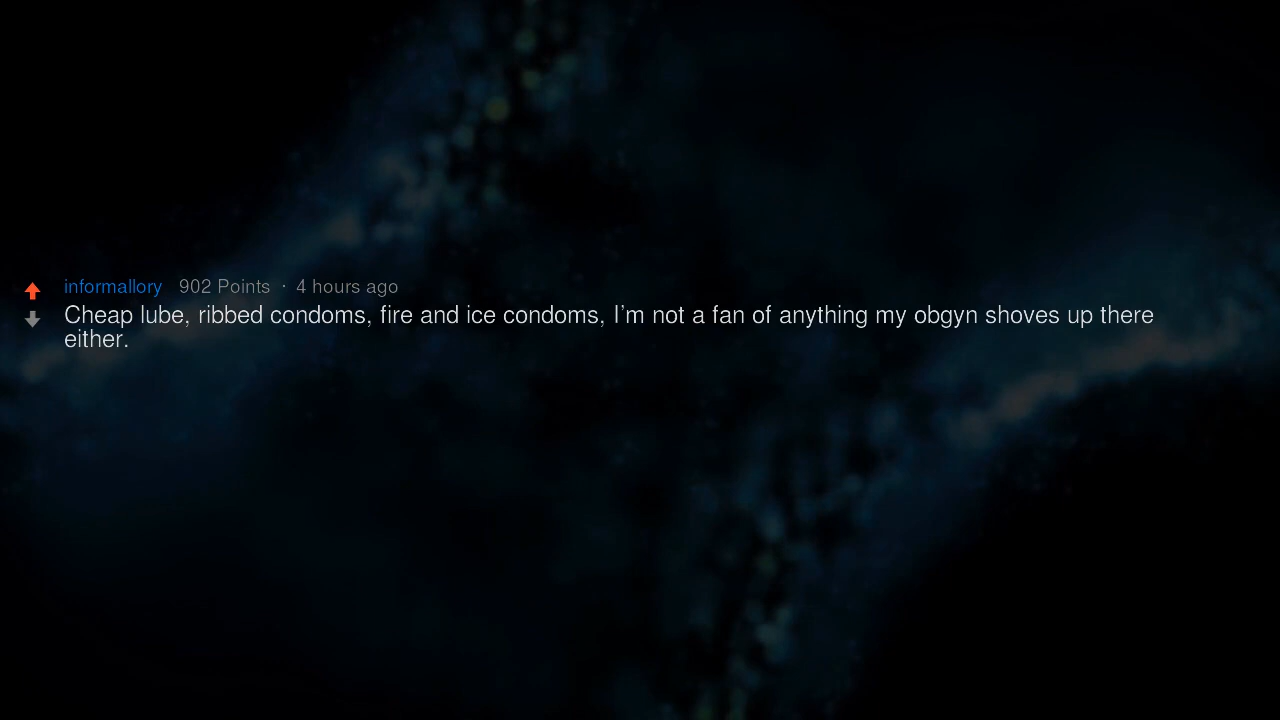 informallory 902 Points · 4 hours ago
Cheap lube, ribbed condoms, fire and ice condoms, I'm not a fan of anything my obgyn shoves up there
either.